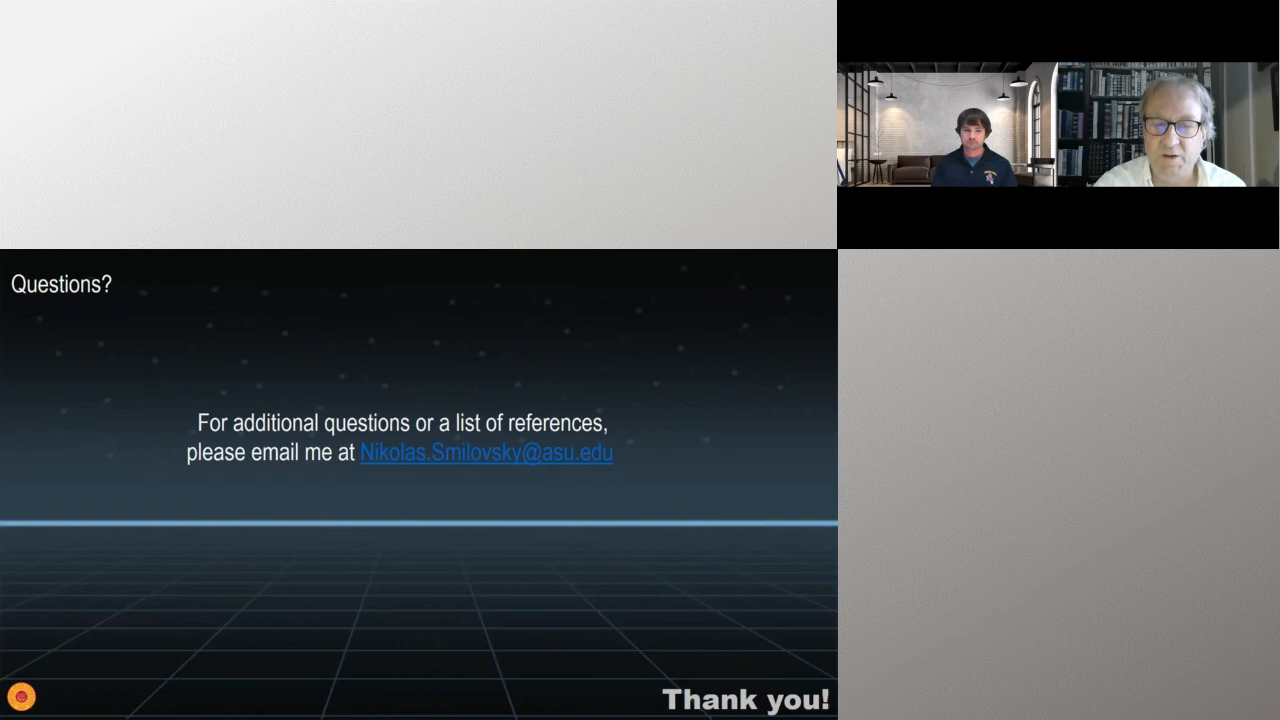 Questions?
For additional questions or a list of references,
please email me at Nikolas.Smilovsky@asu.edu
Thank you!